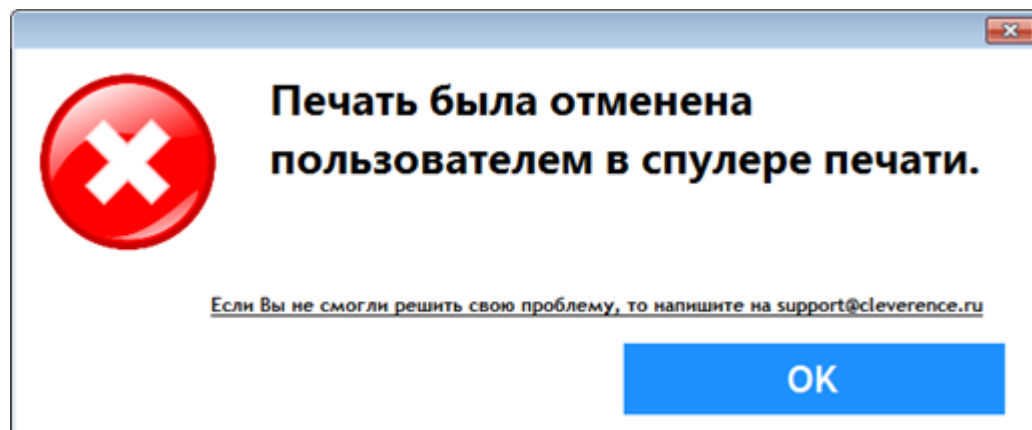 Печать была отменена
пользователем в спулере печати.
Если Вы не смогли решить свою проблему, то напишите на support@cleverence.ru
OK